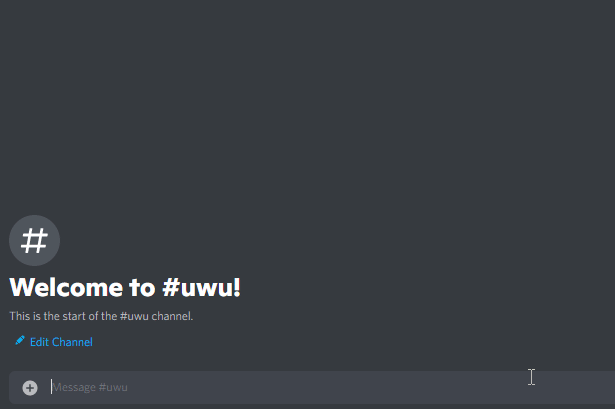 #
Welcome to #uwu!
This is the start of the #uwu channel.
Edit Channel
Message #uwu